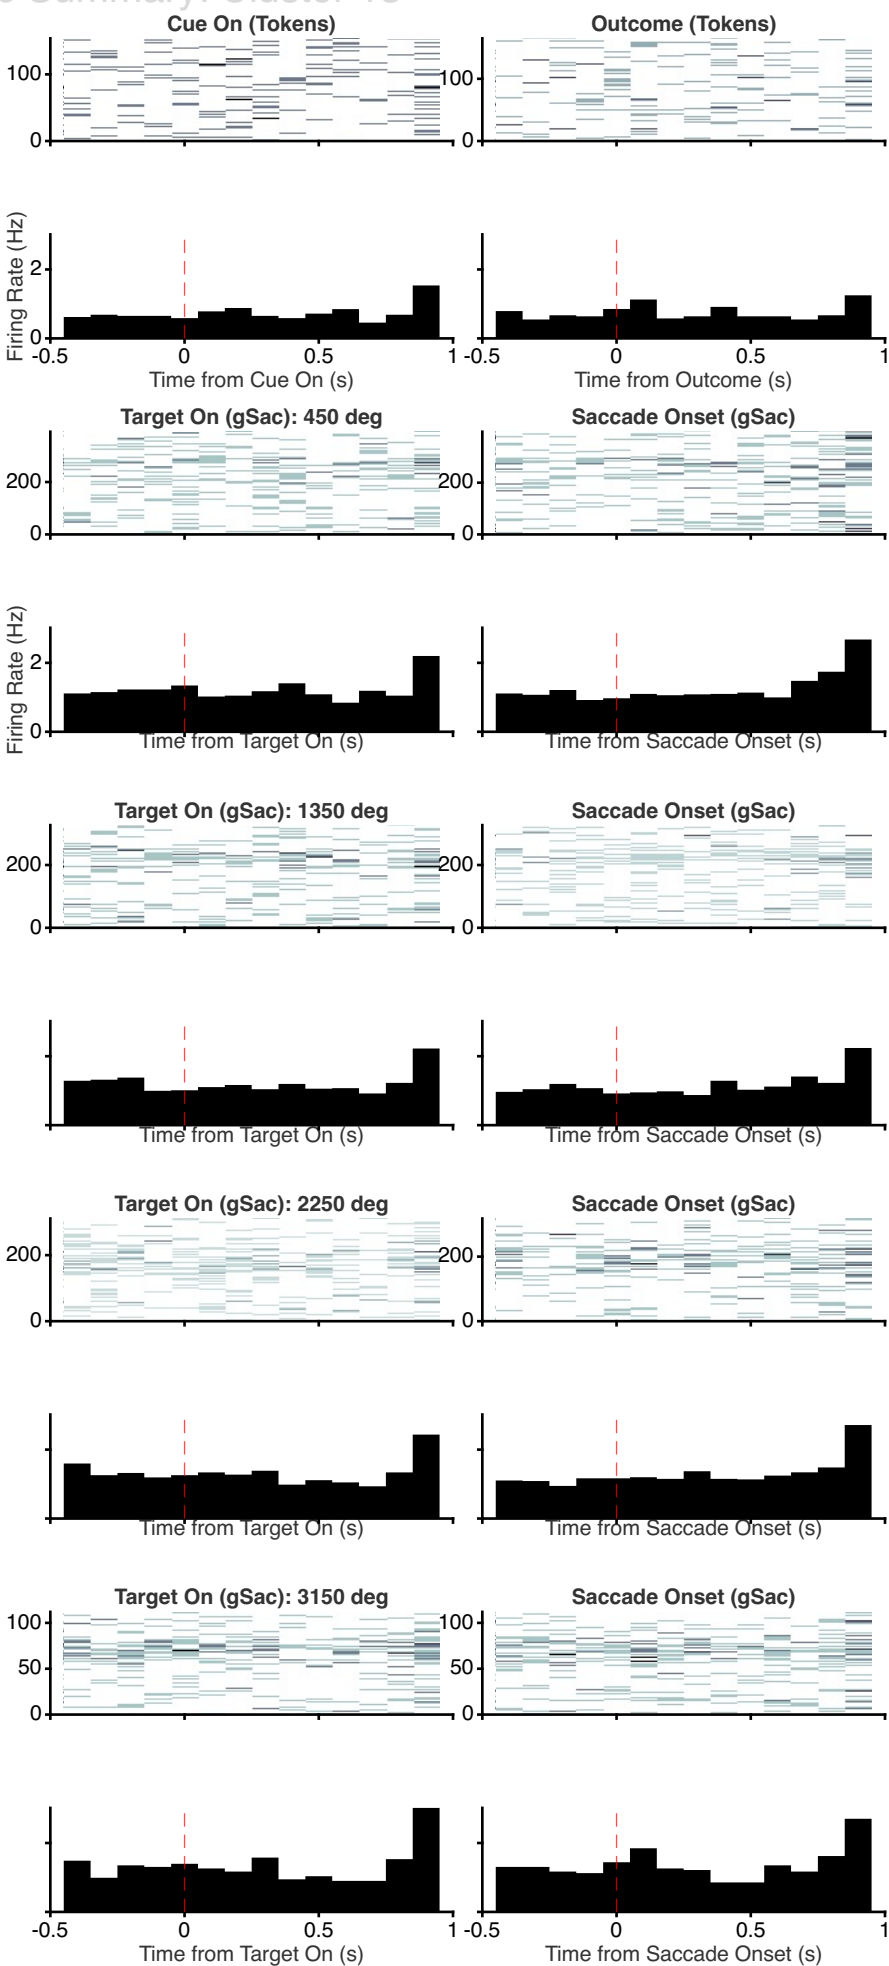 Summary: Cluster
Cue On (Tokens) Outcome (Tokens)
100 100
0 0
Firing Rate (Hz)
2
0
-0.5 0 0.5 1 -0.5 0 0.5 1
Time from Cue On (s) Time from Outcome (s)
Target On (gSac): 450 deg Saccade Onset (gSac)
200 200
0 0
Firing Rate (Hz)
2
0
Time from Target On (s) Time from Saccade Onset (s)
Target On (gSac): 1350 deg Saccade Onset (gSac)
200 200
0 0
Time from Target On (s) Time from Saccade Onset (s)
Target On (gSac): 2250 deg Saccade Onset (gSac)
200 200
0 0
Time from Target On (s) Time from Saccade Onset (s)
Target On (gSac): 3150 deg Saccade Onset (gSac)
100 100
50 50
0 0
-0.5 0 0.5 1 -0.5 0 0.5 1
Time from Target On (s) Time from Saccade Onset (s)